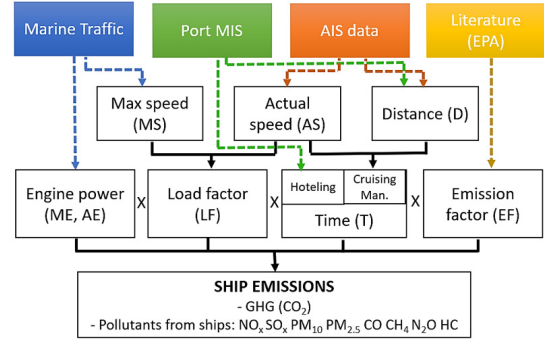 Marine Traffic
Port MIS
AIS data
Literature
(EPA)
Max speed
(MS)
Actual
speed (AS)
Distance (D)
Engine power
(ME, AE)
X
Load factor
(LF)
X
Hoteling
Cruising
Man.
Time (T)
X
Emission
factor (EF)
SHIP EMISSIONS
- GHG (CO₂)
- Pollutants from ships: NOₓ SOₓ PM₁₀ PM₂.₅ CO CH₄ N₂O HC